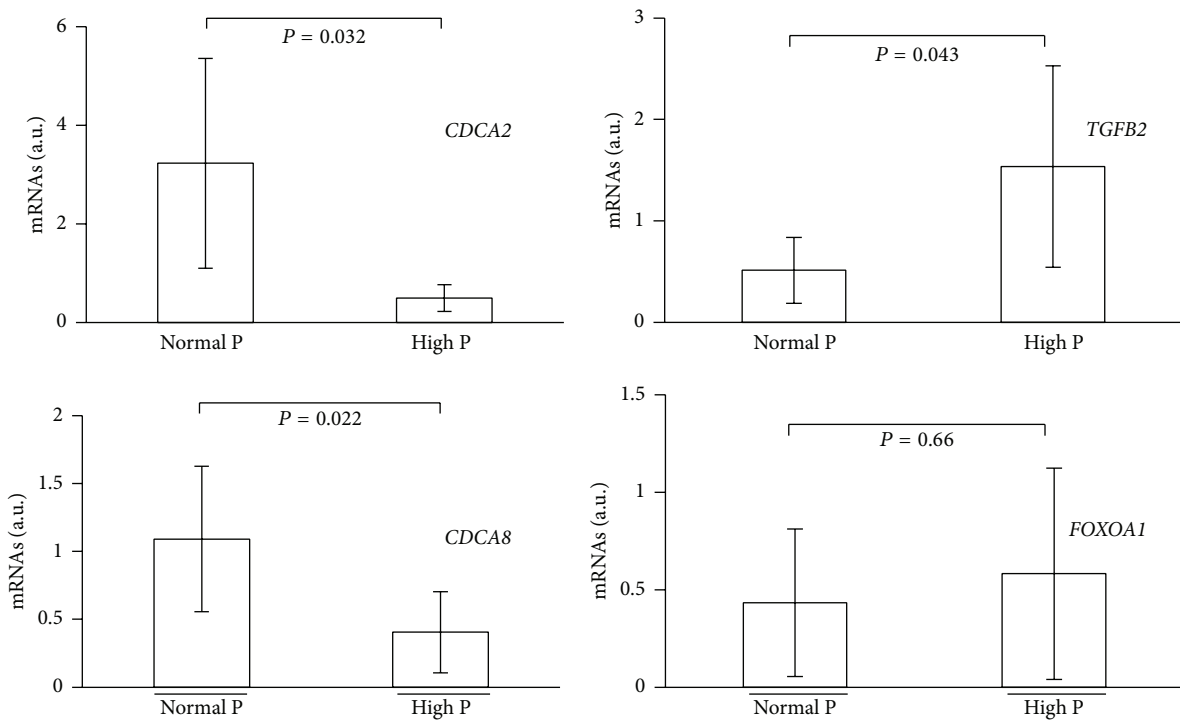 6
4
2
0
mRNAs (a.u.)
P = 0.032
CDCA2
Normal P
High P
3
2
1
0
mRNAs (a.u.)
P = 0.043
TGFB2
Normal P
High P
2
1.5
1
0.5
0
mRNAs (a.u.)
P = 0.022
CDCA8
Normal P
High P
1.5
1
0.5
0
mRNAs (a.u.)
P = 0.66
FOXOA1
Normal P
High P